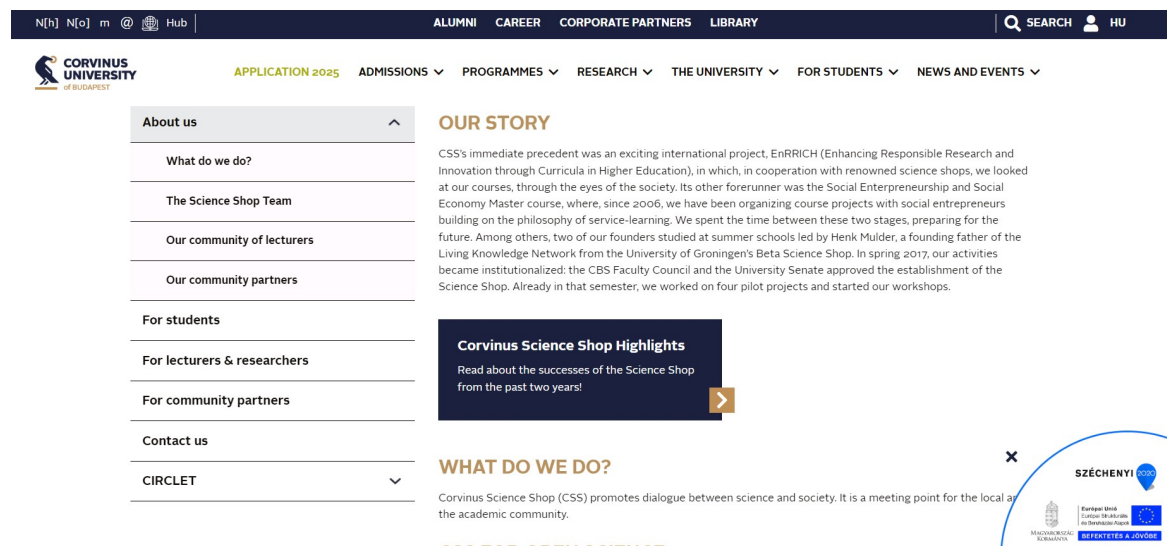 N[h] N[o] m @ Hub
ALUMNI CAREER CORPORATE PARTNERS LIBRARY
SEARCH HU
CORVINUS
UNIVERSITY
of BUDAPEST
APPLICATION 2025 ADMISSIONS PROGRAMMES RESEARCH THE UNIVERSITY FOR STUDENTS NEWS AND EVENTS
About us
What do we do?
The Science Shop Team
Our community of lecturers
Our community partners
For students
For lecturers & researchers
For community partners
Contact us
CIRCLET
OUR STORY
CSS's immediate precedent was an exciting international project, EnRRICH (Enhancing Responsible Research and
Innovation through Curricula in Higher Education), in which, in cooperation with renowned science shops, we looked
at our courses, through the eyes of the society. Its other forerunner was the Social Enterpreneurship and Social
Economy Master course, where, since 2006, we have been organizing course projects with social entrepreneurs
building on the philosophy of service-learning. We spent the time between these two stages, preparing for the
future. Among others, two of our founders studied at summer schools led by Henk Mulder, a founding father of the
Living Knowledge Network from the University of Groningen's Beta Science Shop. In spring 2017, our activities
became institutionalized: the CBS Faculty Council and the University Senate approved the establishment of the
Science Shop. Already in that semester, we worked on four pilot projects and started our workshops.
Corvinus Science Shop Highlights
Read about the successes of the Science Shop
from the past two years!
WHAT DO WE DO?
Corvinus Science Shop (CSS) promotes dialogue between science and society. It is a meeting point for the local
the academic community.
SZÉCHENYI 2020
Európai Unió
Európai Strukturális
és Beruházási Alapok
MAGYARORSZÁG
KORMÁNYA
BEFEKTETÉS A JÖVŐBE